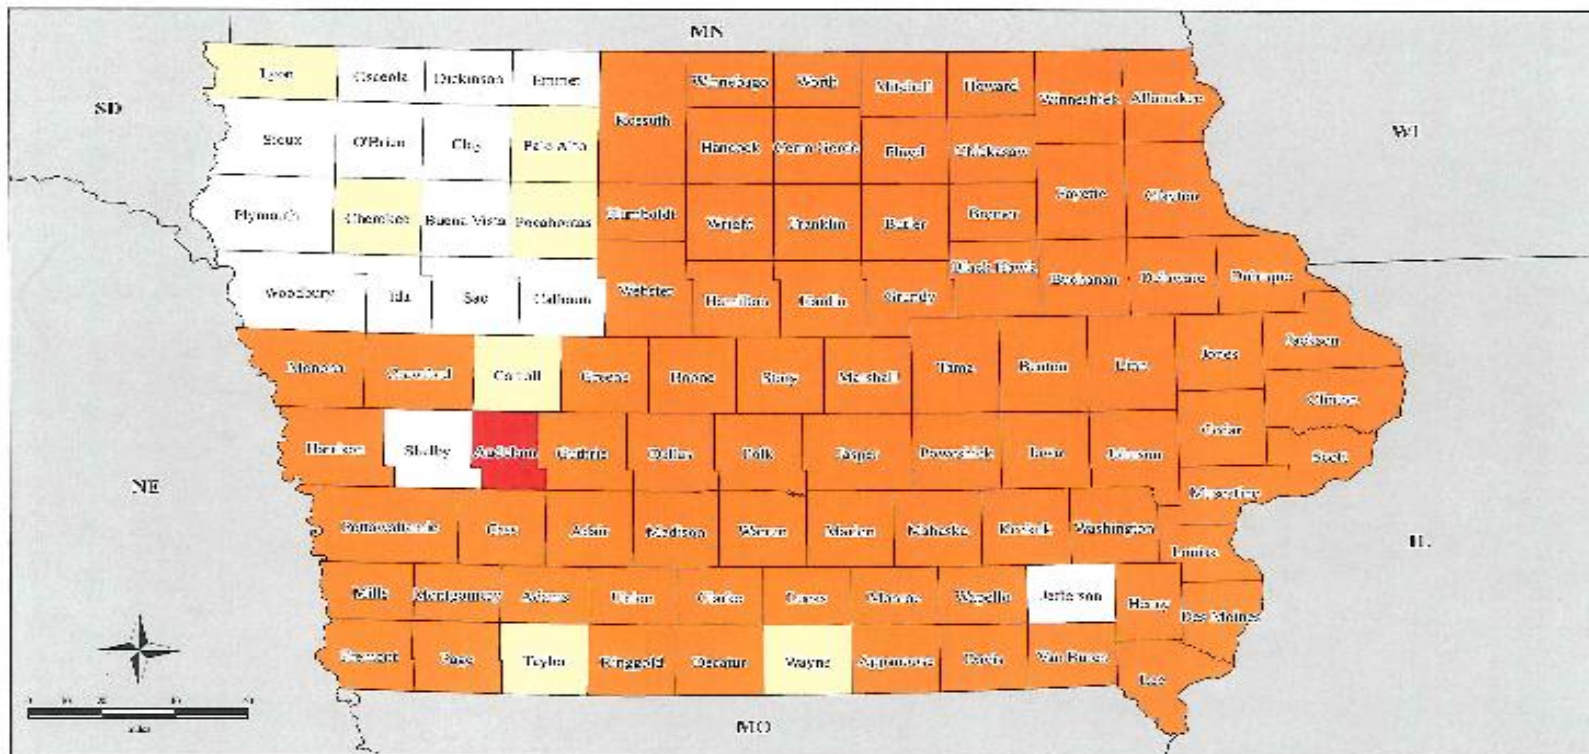 MN
Lyon Osceola Dickinson Emmet Winnebago Worth Mitchell Howard Winneshiek Allamakee
SD
WI
Kossuth
Sioux O'Brien Clay Palo Alto Hancock Cerro Gordo Floyd Chickasaw
Fayette Clayton
Plymouth Cherokee Buena Vista Pocahontas Humboldt Wright Franklin Butler Bremer
Black Hawk Buchanan Delaware Dubuque
Woodbury Ida Sac Calhoun Webster Hamilton Hardin Grundy
Jackson
Monona Crawford Carroll Greene Boone Story Marshall Tama Benton Linn Jones
Clinton
Cedar
Harrison Shelby Audubon Guthrie Dallas Polk Jasper Poweshiek Iowa Johnson Scott
NE
Muscatine
Pottawattamie Cass Adair Madison Warren Marion Mahaska Keokuk Washington
IL
Louisa
Mills Montgomery Adams Union Clarke Lucas Monroe Wapello Jefferson Henry
Des Moines
Fremont Page Taylor Ringgold Decatur Wayne Appanoose Davis Van Buren
Lee
MO